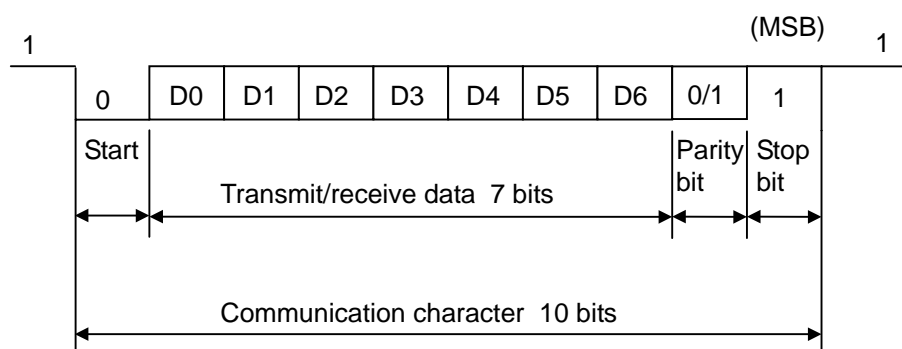 (MSB)
1 1
0 D0 D1 D2 D3 D4 D5 D6 0/1 1
Start Parity bit Stop bit
Transmit/receive data 7 bits
Communication character 10 bits